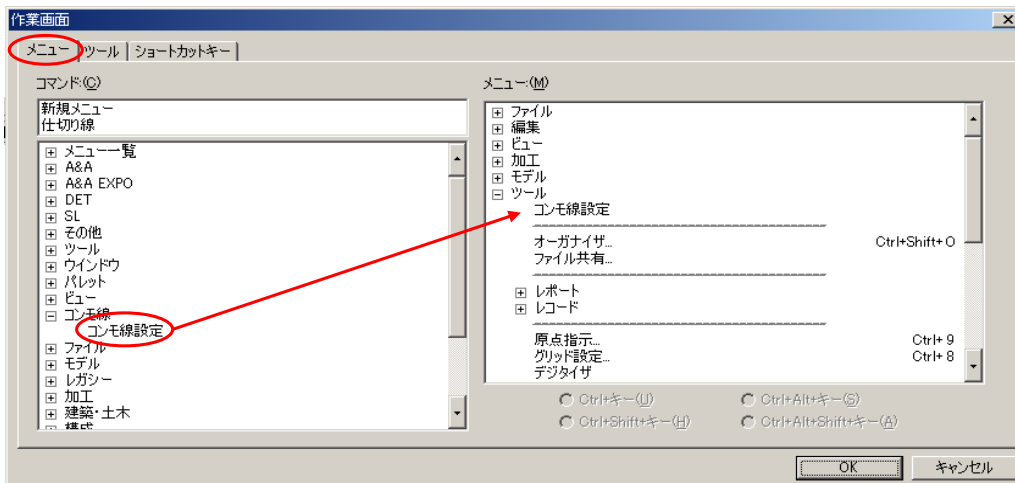 作業画面
メニュー ツール ショートカットキー
コマンド:(C)
新規メニュー
仕切り線
メニュー一覧
A&A
A&A EXPO
DET
SL
その他
ツール
ウインドウ
パレット
ビュー
コンモ線
コンモ線設定
ファイル
モデル
レガシー
加工
建築・土木
構成
メニュー:(M)
ファイル
編集
ビュー
加工
モデル
ツール
コンモ線設定
オーガナイザ... Ctrl+Shift+O
ファイル共有...
レポート
レコード
原点指示... Ctrl+9
グリッド設定... Ctrl+8
デジタイザ
Ctrl+キー(U) Ctrl+Alt+キー(S)
Ctrl+Shift+キー(H) Ctrl+Alt+Shift+キー(A)
OK キャンセル